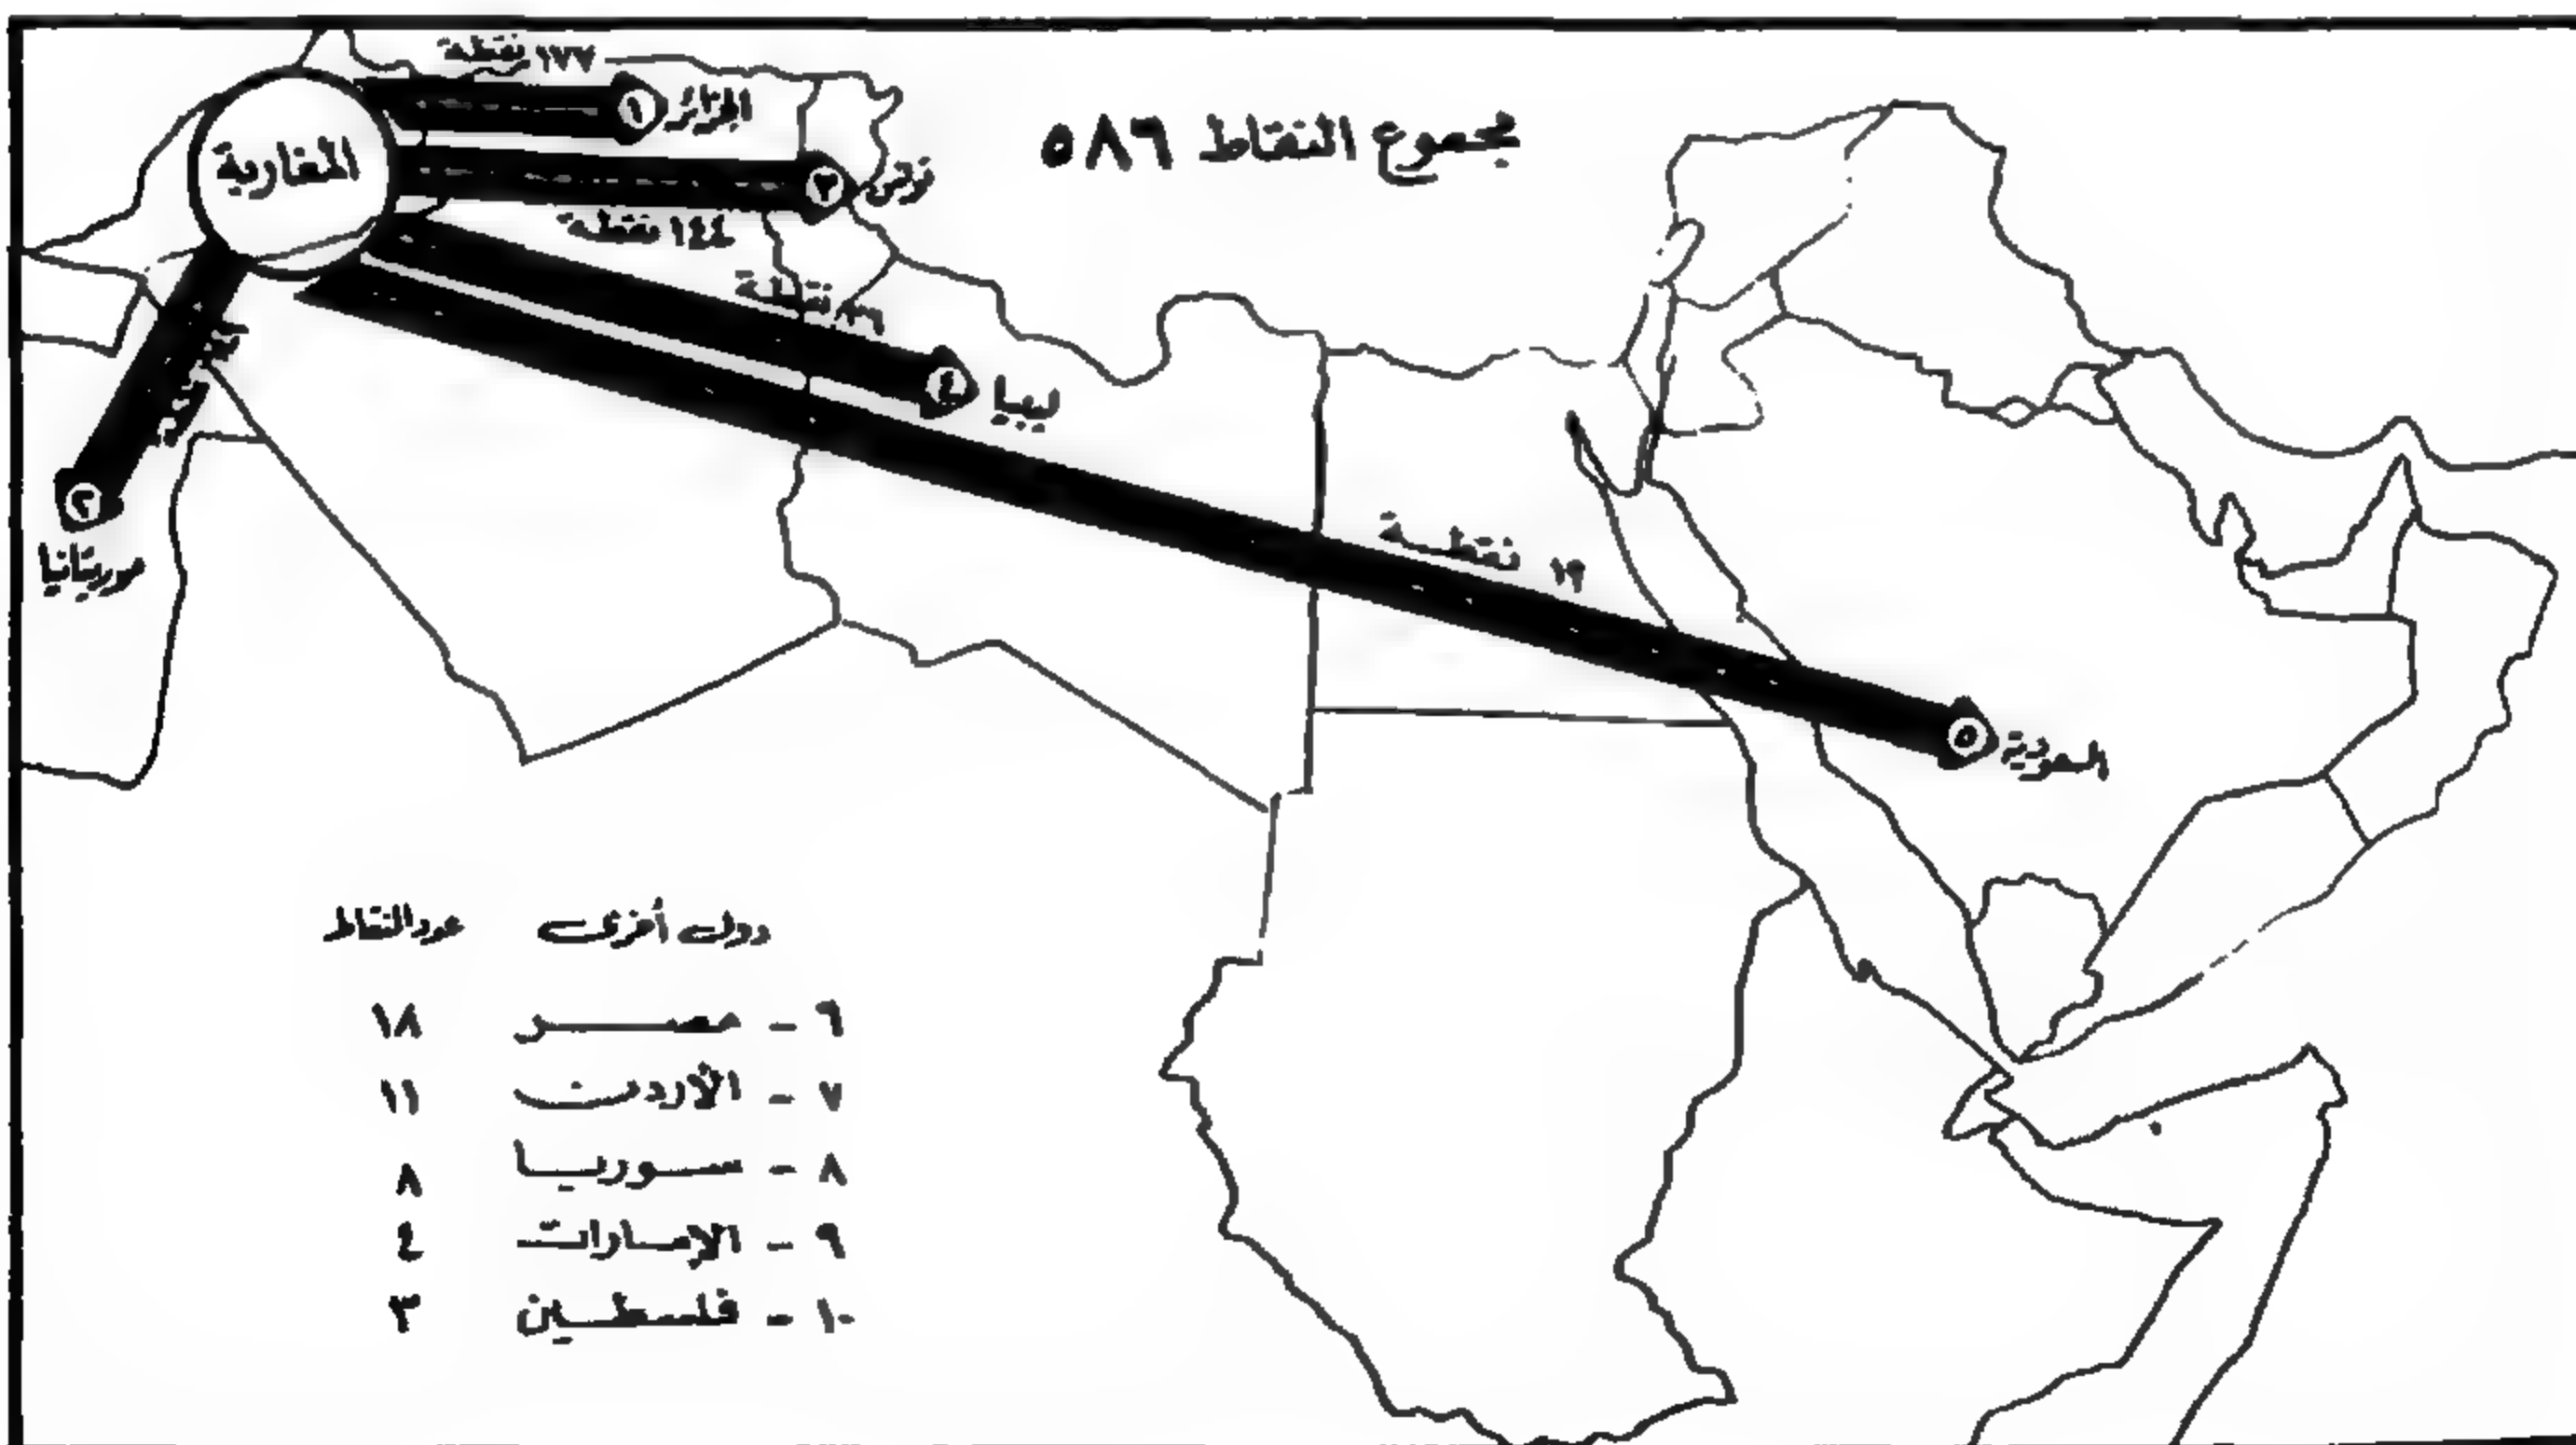 مجموع النقاط ٥٨٦
المغاربة
١٧٧ نقطة
١ الجزائر
٣ تونس
١٤٤ نقطة
نقطة
٤ ليبيا
٢
موريتانيا
١٩ نقطة
٥ السعودية
دول أخرى عدد النقاط
٦ - مصر ١٨
٧ - الأردن ١١
٨ - سوريا ٨
٩ - الإمارات ٤
١٠ - فلسطين ٣